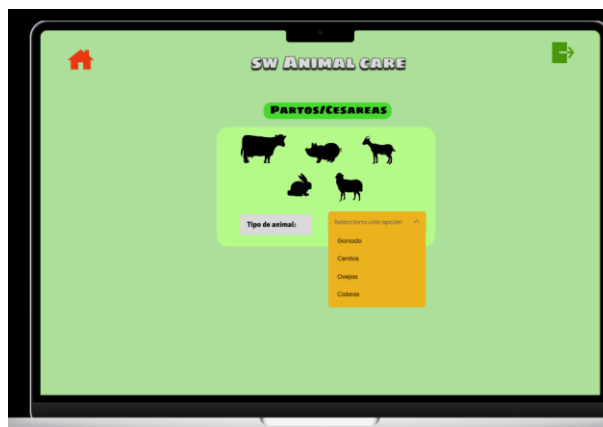 SW ANIMAL CARE
PARTOS/CESAREAS
Tipo de animal:
Selecciona una opción
Ganado
Cerdos
Ovejas
Cabras